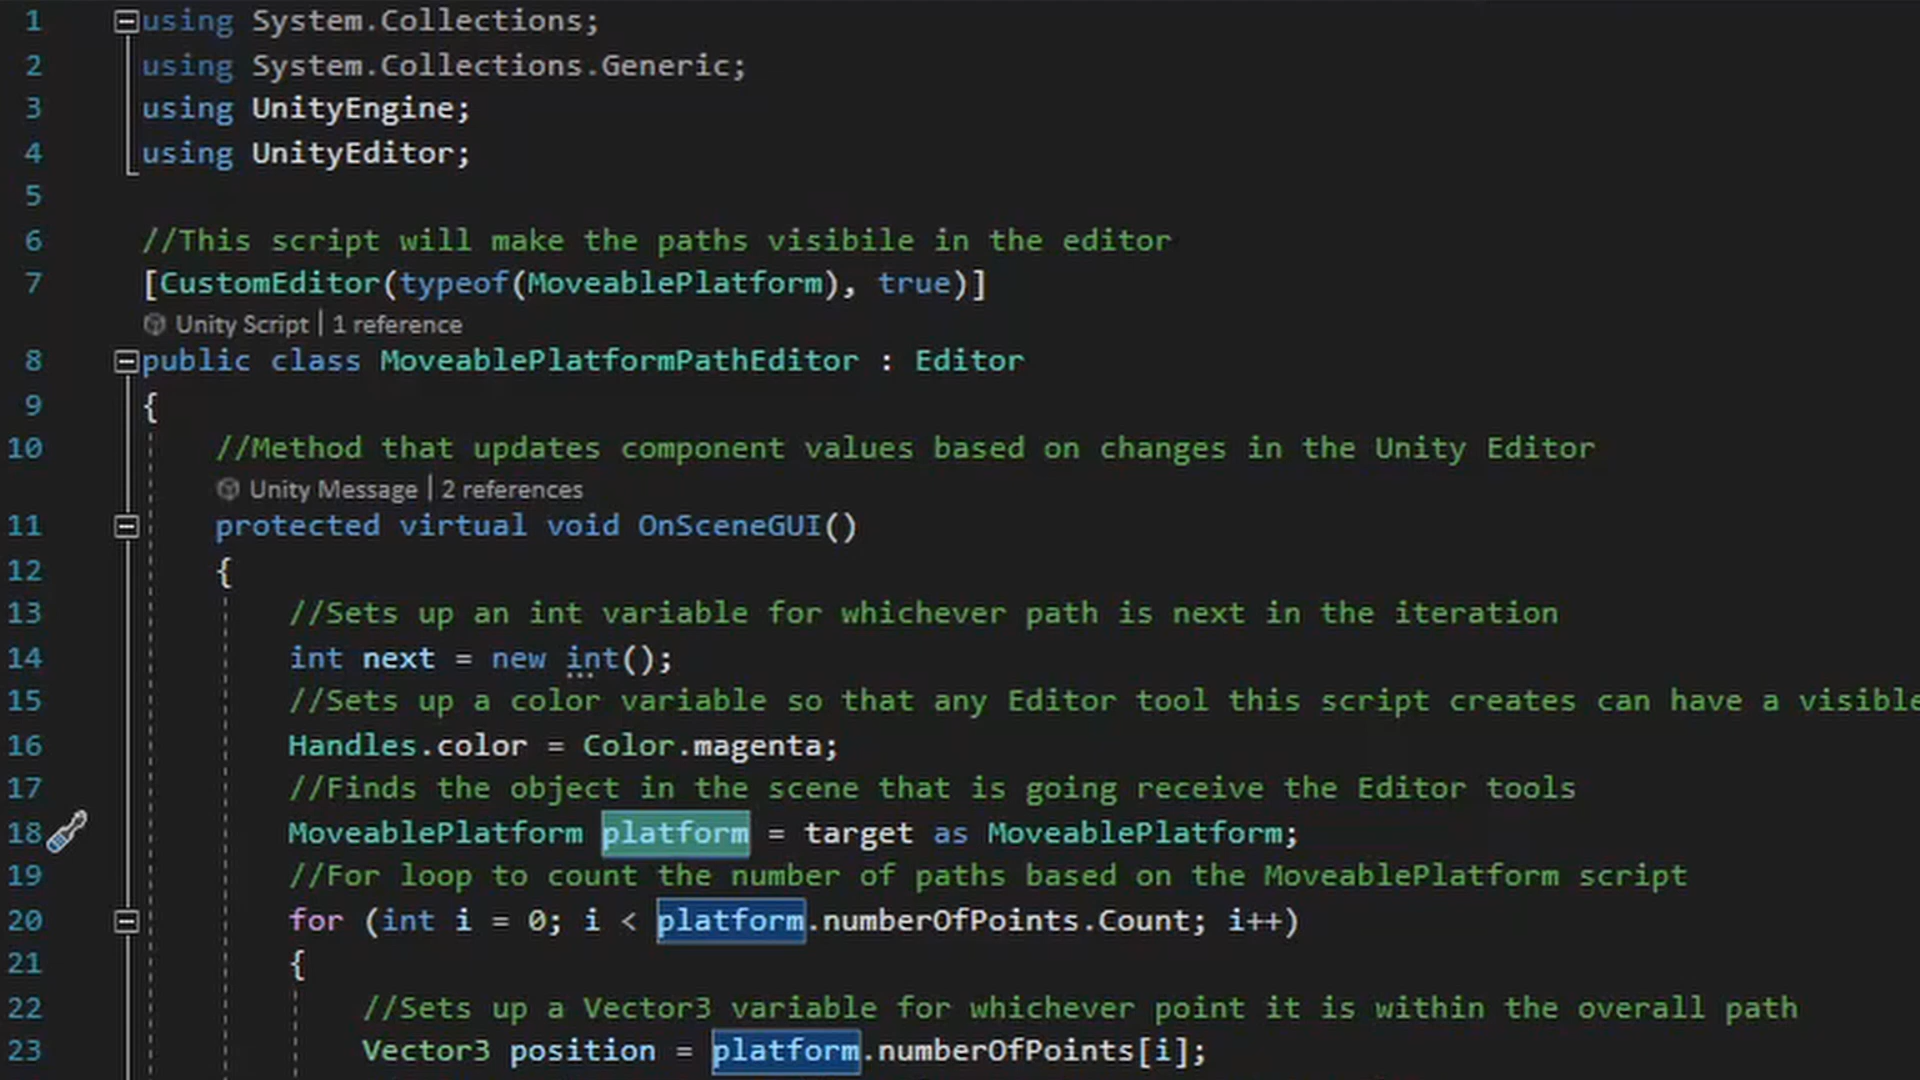 1 using System.Collections;
2 using System.Collections.Generic;
3 using UnityEngine;
4 using UnityEditor;
5
6 //This script will make the paths visibile in the editor
7 [CustomEditor(typeof(MoveablePlatform), true)]
Unity Script | 1 reference
8 public class MoveablePlatformPathEditor : Editor
9 {
10 //Method that updates component values based on changes in the Unity Editor
Unity Message | 2 references
11 protected virtual void OnSceneGUI()
12 {
13 //Sets up an int variable for whichever path is next in the iteration
14 int next = new int();
15 //Sets up a color variable so that any Editor tool this script creates can have a visible
16 Handles.color = Color.magenta;
17 //Finds the object in the scene that is going receive the Editor tools
18 MoveablePlatform platform = target as MoveablePlatform;
19 //For loop to count the number of paths based on the MoveablePlatform script
20 for (int i = 0; i < platform.numberOfPoints.Count; i++)
21 {
22 //Sets up a Vector3 variable for whichever point it is within the overall path
23 Vector3 position = platform.numberOfPoints[i];